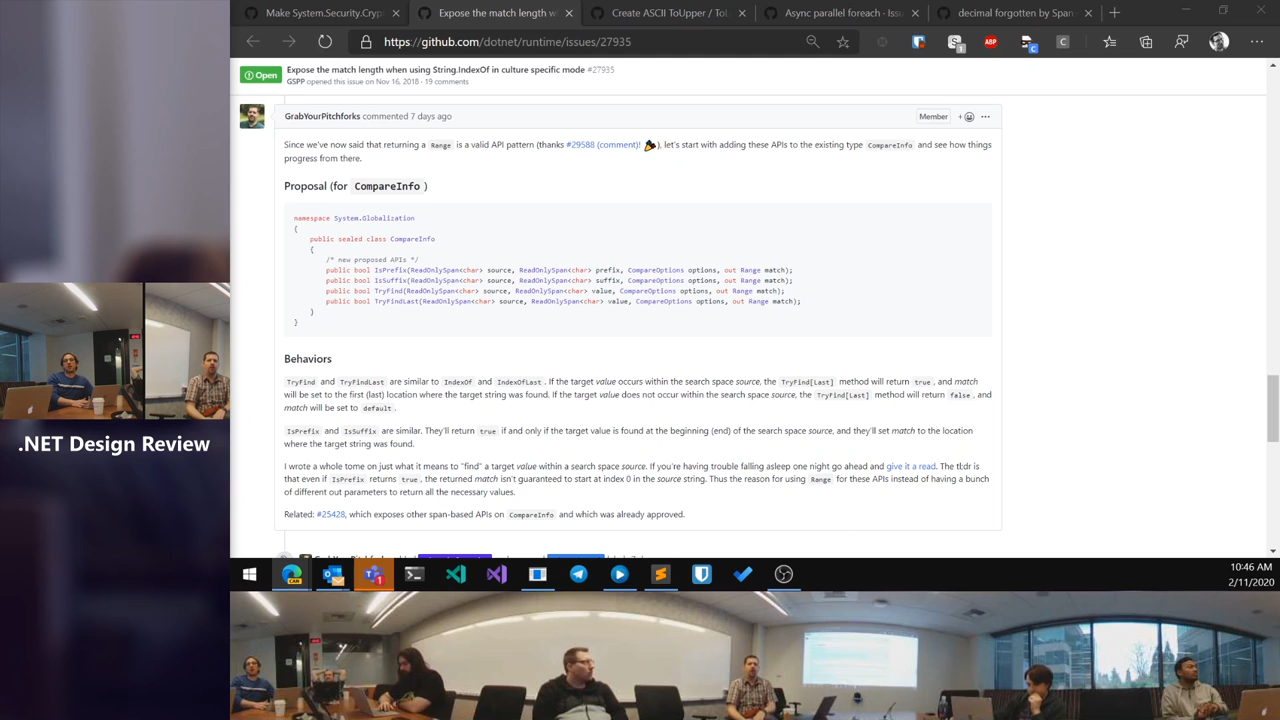 Make System.Security.Cryp
Expose the match length w
Create ASCII ToUpper / ToL
Async parallel foreach · Issu
decimal forgotten by Span
https://github.com/dotnet/runtime/issues/27935
Open
Expose the match length when using String.IndexOf in culture specific mode #27935
GSPP opened this issue on Nov 16, 2018 · 19 comments
GrabYourPitchforks commented 7 days ago
Member
Since we've now said that returning a Range is a valid API pattern (thanks #29588 (comment)! ), let's start with adding these APIs to the existing type CompareInfo and see how things
progress from there.
Proposal (for CompareInfo )
namespace System.Globalization
{
public sealed class CompareInfo
{
/* new proposed APIs */
public bool IsPrefix(ReadOnlySpan<char> source, ReadOnlySpan<char> prefix, CompareOptions options, out Range match);
public bool IsSuffix(ReadOnlySpan<char> source, ReadOnlySpan<char> suffix, CompareOptions options, out Range match);
public bool TryFind(ReadOnlySpan<char> source, ReadOnlySpan<char> value, CompareOptions options, out Range match);
public bool TryFindLast(ReadOnlySpan<char> source, ReadOnlySpan<char> value, CompareOptions options, out Range match);
}
}
Behaviors
TryFind and TryFindLast are similar to IndexOf and IndexOfLast. If the target value occurs within the search space source, the TryFind[Last] method will return true, and match
will be set to the first (last) location where the target string was found. If the target value does not occur within the search space source, the TryFind[Last] method will return false, and
match will be set to default.
IsPrefix and IsSuffix are similar. They'll return true if and only if the target value is found at the beginning (end) of the search space source, and they'll set match to the location
where the target string was found.
I wrote a whole tome on just what it means to "find" a target value within a search space source. If you're having trouble falling asleep one night go ahead and give it a read. The tl;dr is
that even if IsPrefix returns true, the returned match isn't guaranteed to start at index 0 in the source string. Thus the reason for using Range for these APIs instead of having a bunch
of different out parameters to return all the necessary values.
Related: #25428, which exposes other span-based APIs on CompareInfo and which was already approved.
.NET Design Review
10:46 AM
2/11/2020